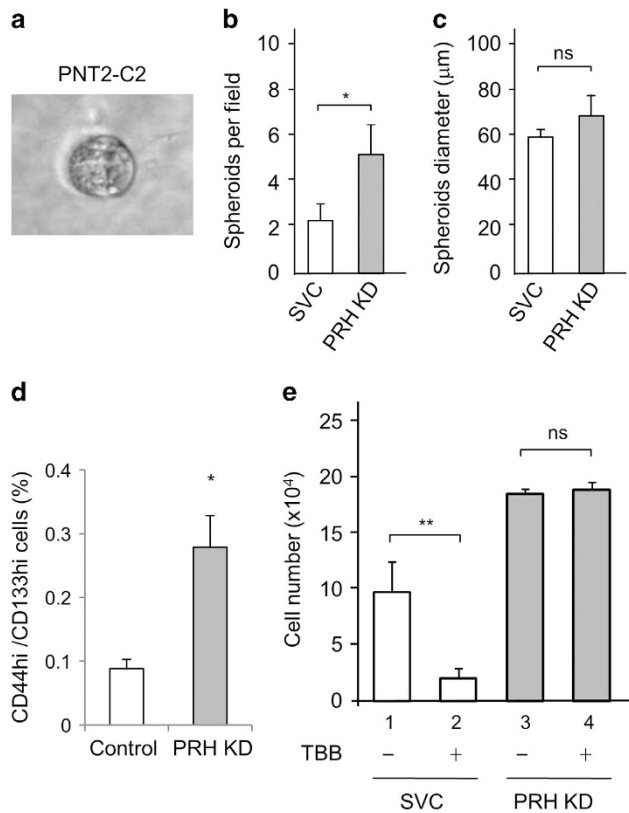 a
PNT2-C2
b
Spheroids per field
10
8
6
4
2
0
*
SVC
PRH KD
c
Spheroids diameter (μm)
100
80
60
40
20
0
ns
SVC
PRH KD
d
CD44hi /CD133hi cells (%)
0.4
0.3
0.2
0.1
0
*
Control PRH KD
e
Cell number (x10⁴)
25
20
15
10
5
0
**
ns
1 2 3 4
TBB − + − +
SVC PRH KD